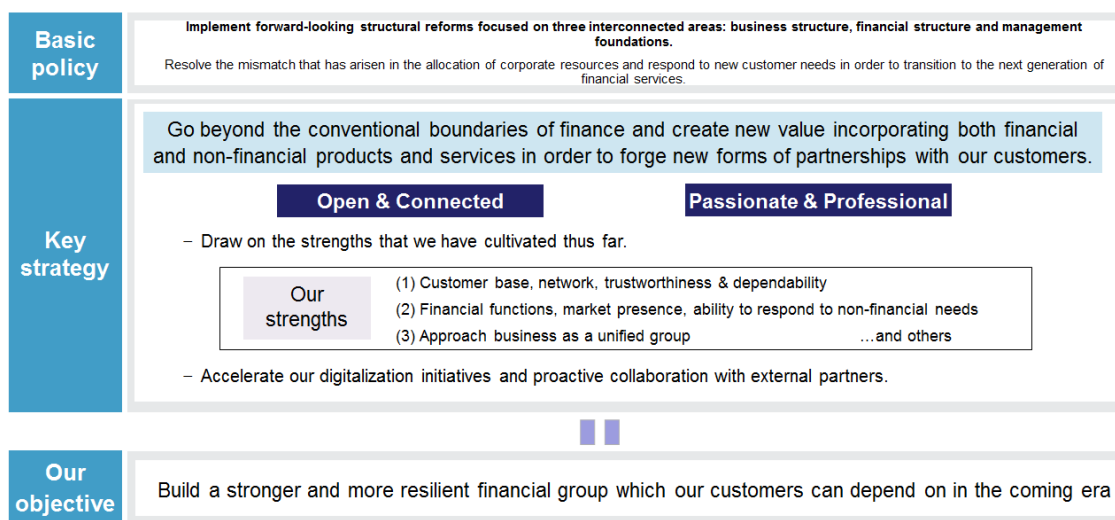 Basic
policy
Implement forward-looking structural reforms focused on three interconnected areas: business structure, financial structure and management
foundations.
Resolve the mismatch that has arisen in the allocation of corporate resources and respond to new customer needs in order to transition to the next generation of
financial services.
Key
strategy
Go beyond the conventional boundaries of finance and create new value incorporating both financial
and non-financial products and services in order to forge new forms of partnerships with our customers.
Open & Connected
Passionate & Professional
– Draw on the strengths that we have cultivated thus far.
Our
strengths
(1) Customer base, network, trustworthiness & dependability
(2) Financial functions, market presence, ability to respond to non-financial needs
(3) Approach business as a unified group …and others
– Accelerate our digitalization initiatives and proactive collaboration with external partners.
Our
objective
Build a stronger and more resilient financial group which our customers can depend on in the coming era